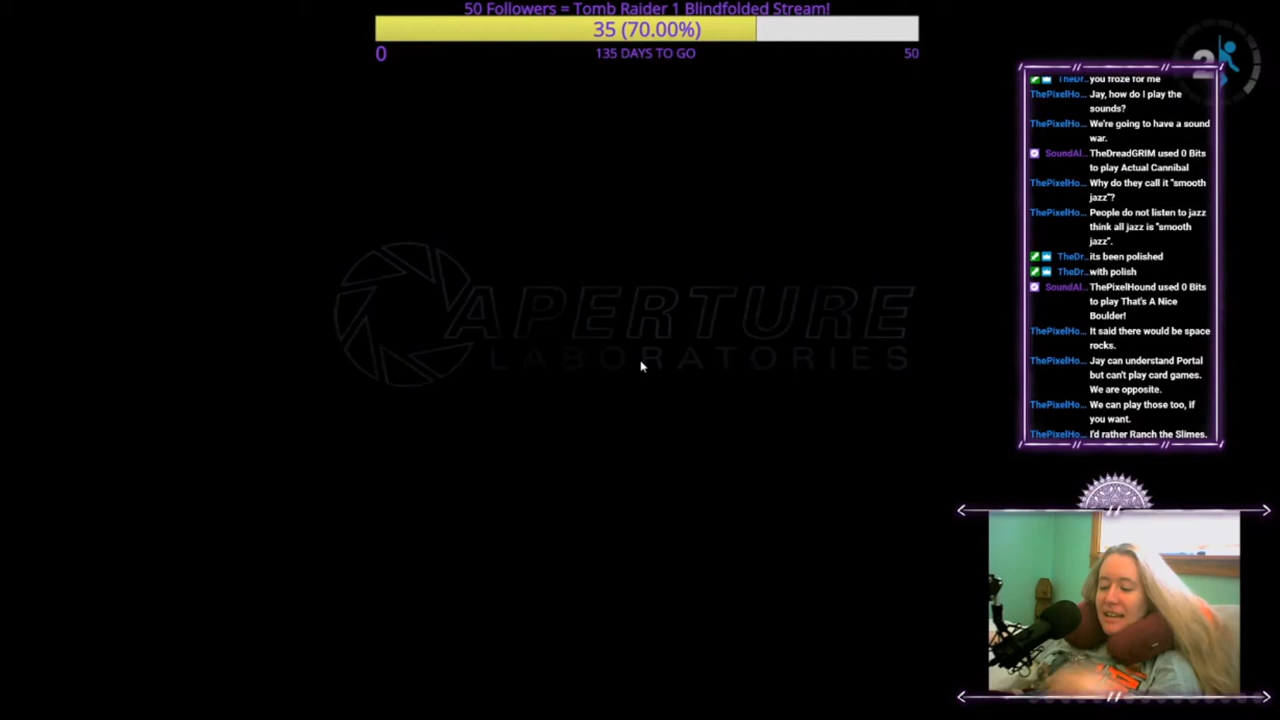 50 Followers = Tomb Raider 1 Blindfolded Stream!
35 (70.00%)
0
135 DAYS TO GO
50
2
APERTURE
LABORATORIES
TheDr.. you froze for me
ThePixelHo... Jay, how do I play the
sounds?
ThePixelHo... We're going to have a sound
war.
SoundAl... TheDreadGRIM used 0 Bits
to play Actual Cannibal
ThePixelHo... Why do they call it "smooth
jazz"?
ThePixelHo... People do not listen to jazz
think all jazz is "smooth
jazz".
TheDr.. its been polished
TheDr.. with polish
SoundAl... ThePixelHound used 0 Bits
to play That's A Nice
Boulder!
ThePixelHo... It said there would be space
rocks.
ThePixelHo... Jay can understand Portal
but can't play card games.
We are opposite.
ThePixelHo... We can play those too, if
you want.
ThePixelHo... I'd rather Ranch the Slimes.